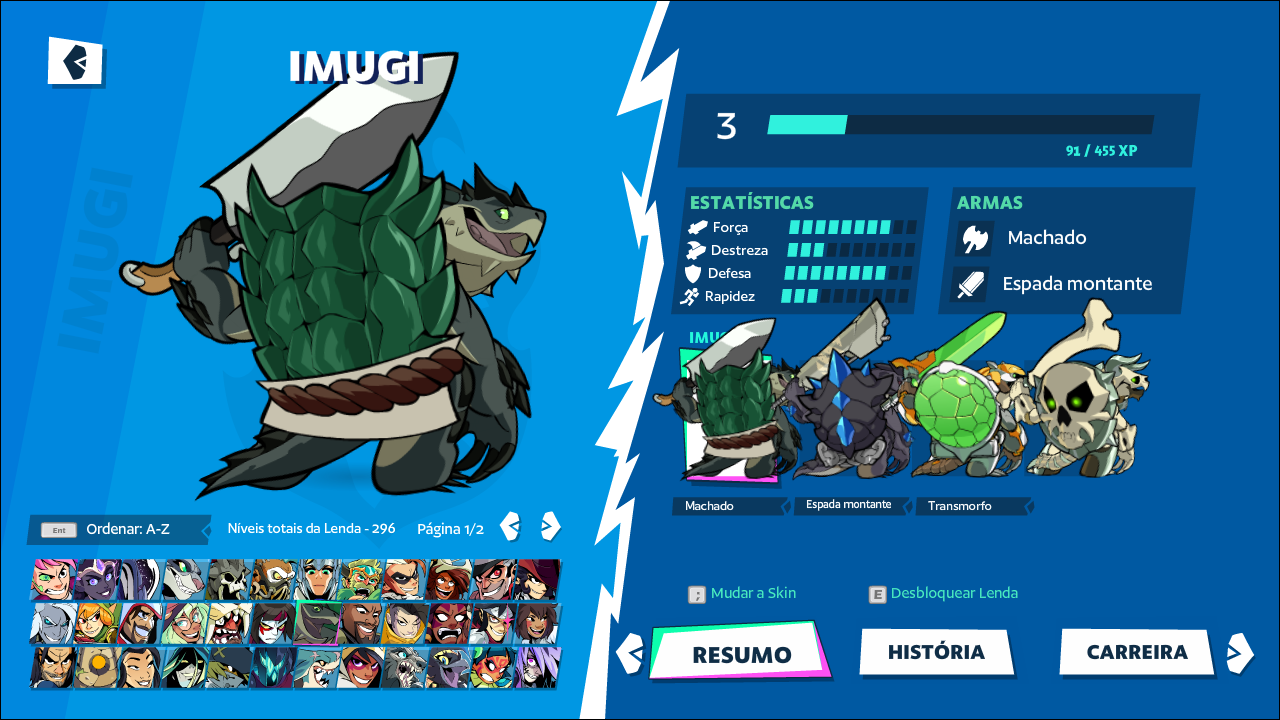 IMUGI
IMUGI
3
91 / 455 XP
ESTATÍSTICAS
Força
Destreza
Defesa
Rapidez
ARMAS
Machado
Espada montante
IMUG
Machado
Espada montante
Transmorfo
Ent
Ordenar: A-Z
Níveis totais da Lenda - 296
Página 1/2
; Mudar a Skin
E Desbloquear Lenda
RESUMO
HISTÓRIA
CARREIRA